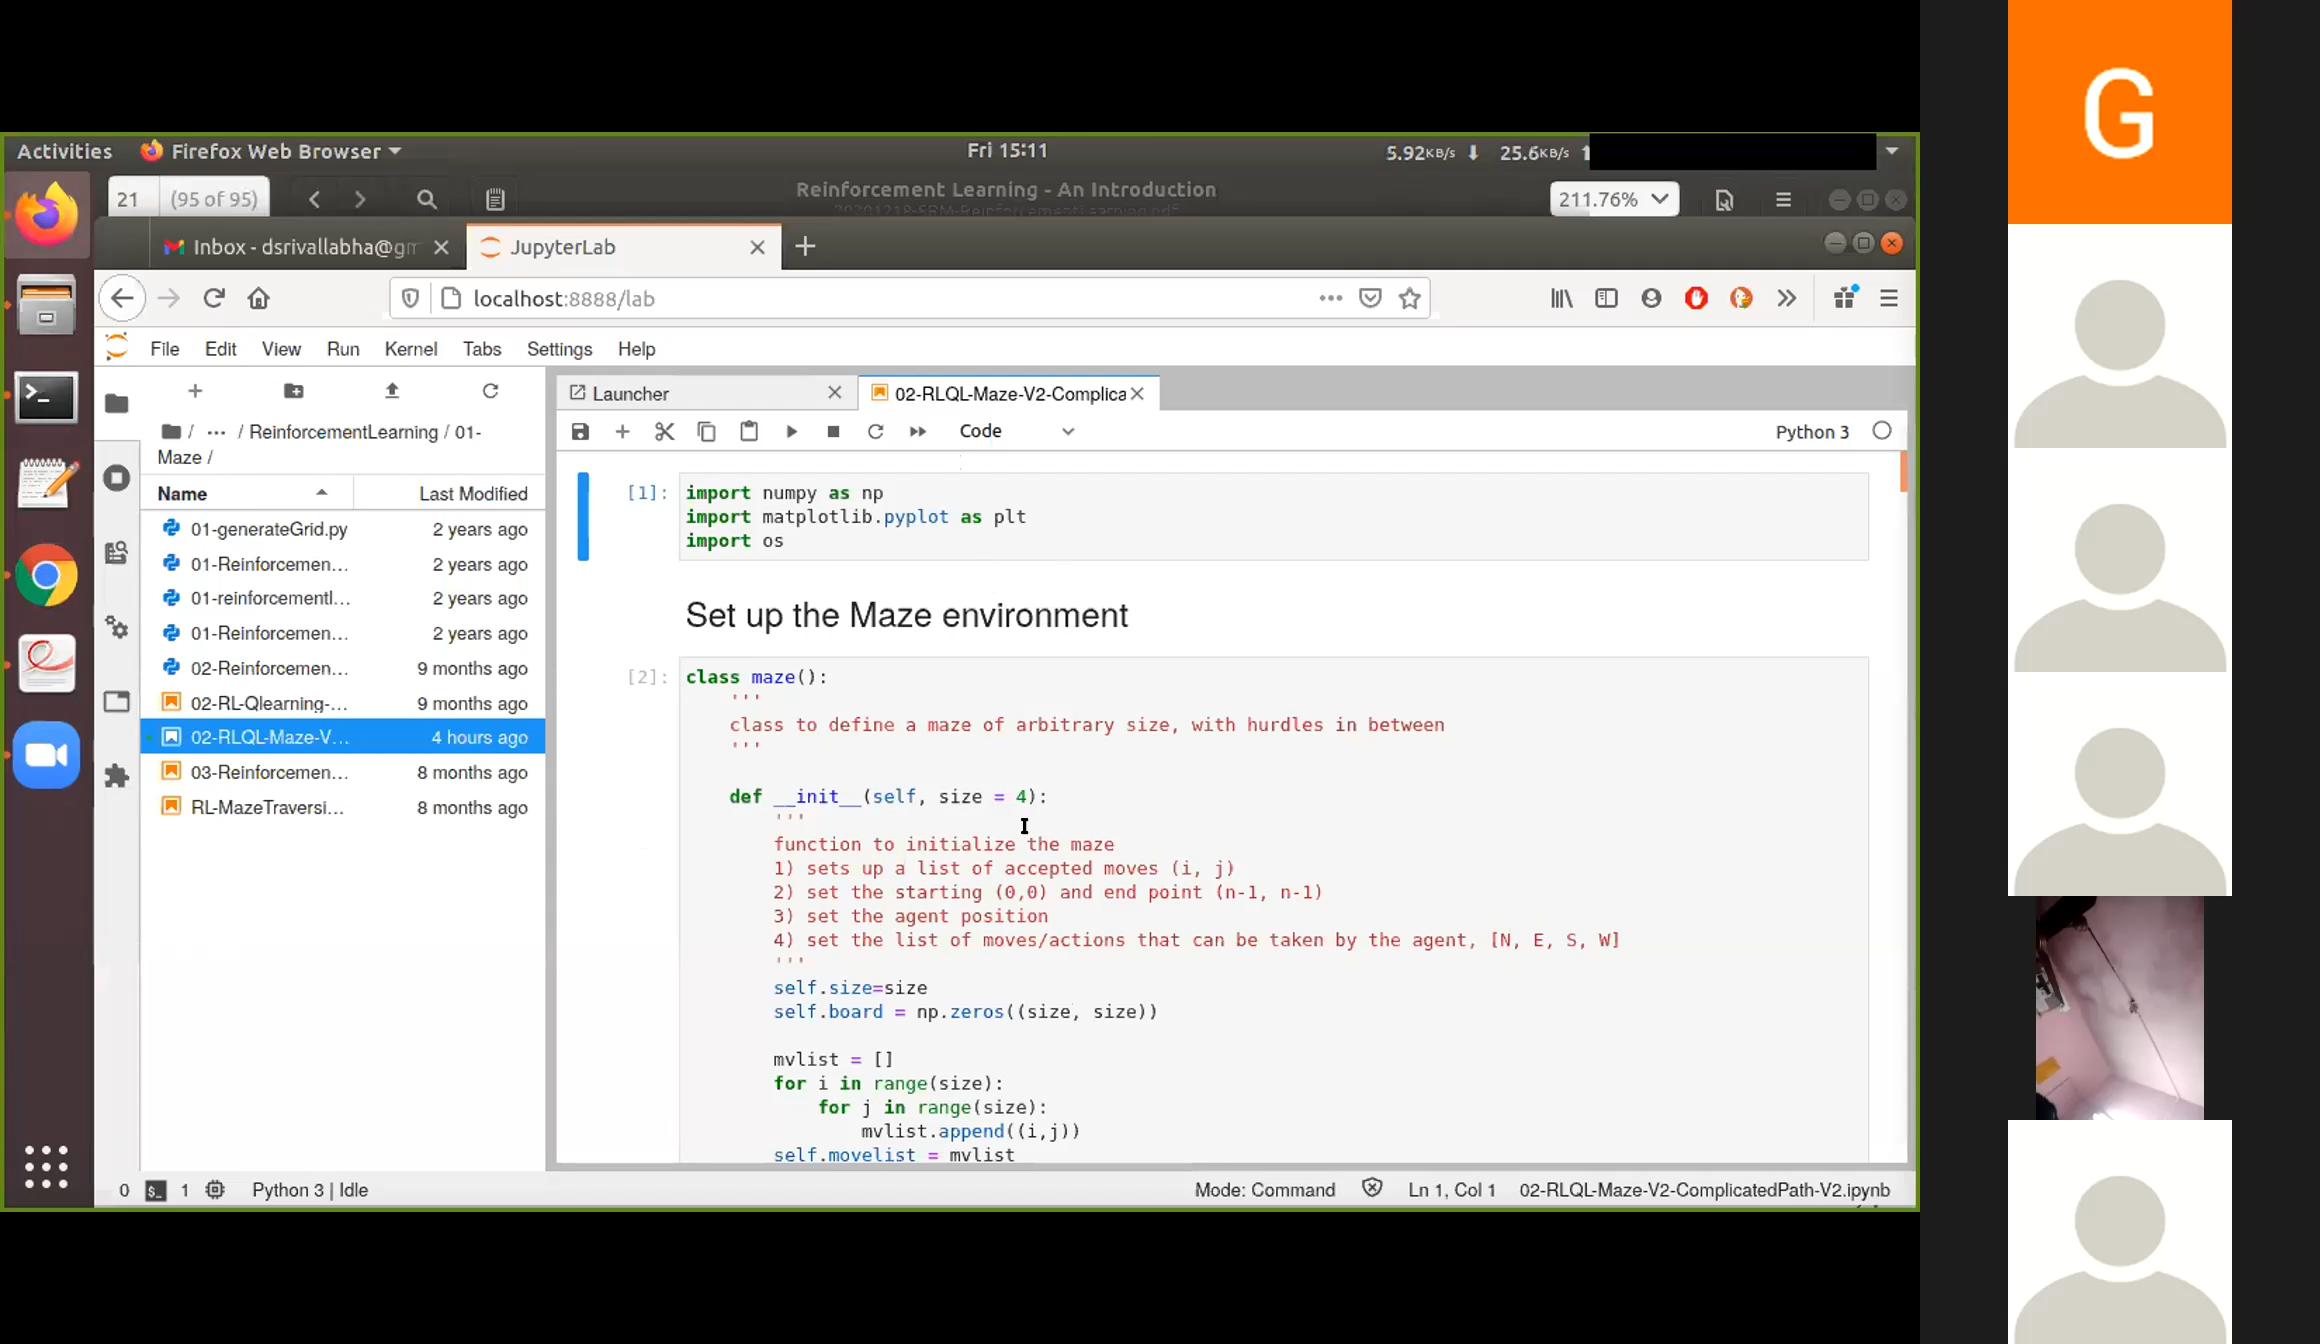 Activities Firefox Web Browser Fri 15:11 5.92KB/s 25.6KB/s
21 (95 of 95) Reinforcement Learning - An Introduction 211.76%
Inbox - dsrivallabha@gm JupyterLab
localhost:8888/lab
File Edit View Run Kernel Tabs Settings Help
Launcher 02-RLQL-Maze-V2-Complica
/ ··· / ReinforcementLearning / 01-
Maze /
Code Python 3
Name Last Modified
01-generateGrid.py 2 years ago
01-Reinforcemen... 2 years ago
01-reinforcementl... 2 years ago
01-Reinforcemen... 2 years ago
02-Reinforcemen... 9 months ago
02-RL-Qlearning-... 9 months ago
02-RLQL-Maze-V... 4 hours ago
03-Reinforcemen... 8 months ago
RL-MazeTraversi... 8 months ago
[1]: import numpy as np
import matplotlib.pyplot as plt
import os
Set up the Maze environment
[2]: class maze():
'''
class to define a maze of arbitrary size, with hurdles in between
'''
def __init__(self, size = 4):
'''
function to initialize the maze
1) sets up a list of accepted moves (i, j)
2) set the starting (0,0) and end point (n-1, n-1)
3) set the agent position
4) set the list of moves/actions that can be taken by the agent, [N, E, S, W]
'''
self.size=size
self.board = np.zeros((size, size))
mvlist = []
for i in range(size):
for j in range(size):
mvlist.append((i,j))
self.movelist = mvlist
0 1 Python 3 | Idle Mode: Command Ln 1, Col 1 02-RLQL-Maze-V2-ComplicatedPath-V2.ipynb
G